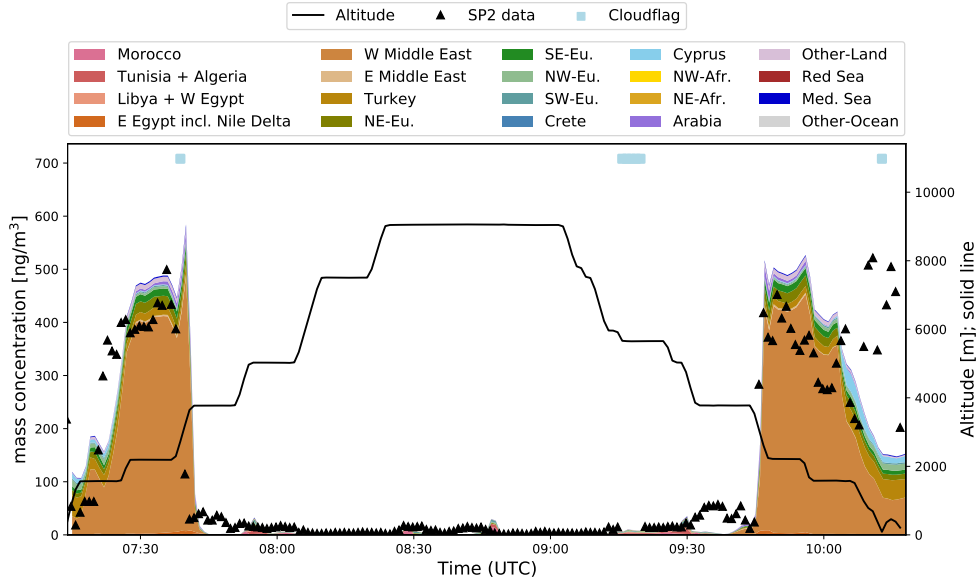 Altitude SP2 data Cloudflag
Morocco W Middle East SE-Eu. Cyprus Other-Land
Tunisia + Algeria E Middle East NW-Eu. NW-Afr. Red Sea
Libya + W Egypt Turkey SW-Eu. NE-Afr. Med. Sea
E Egypt incl. Nile Delta NE-Eu. Crete Arabia Other-Ocean
mass concentration [ng/m³]
700
600
500
400
300
200
100
0
10000
8000
6000
4000
2000
0
Altitude [m]; solid line
07:30 08:00 08:30 09:00 09:30 10:00
Time (UTC)